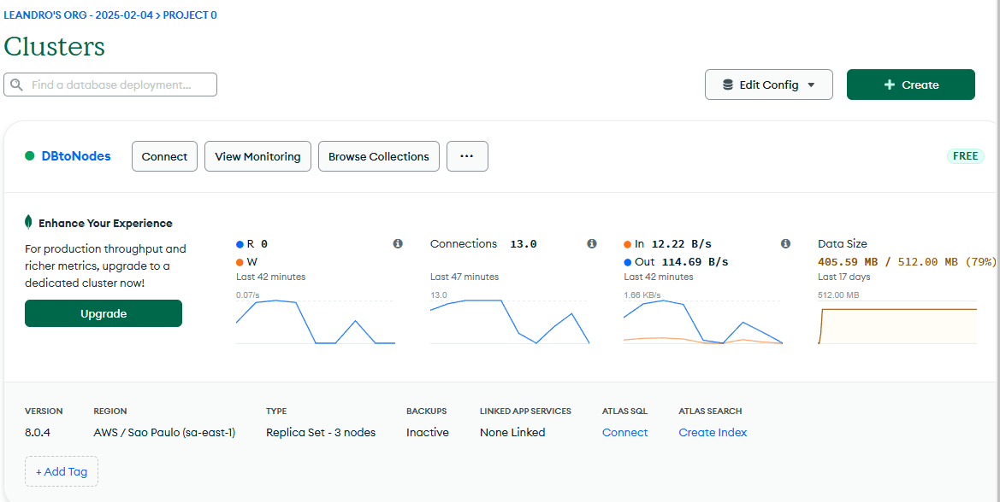 LEANDRO'S ORG - 2025-02-04 > PROJECT 0
Clusters
Find a database deployment...
Edit Config
+ Create
DBtoNodes
Connect
View Monitoring
Browse Collections
...
FREE
Enhance Your Experience
For production throughput and
richer metrics, upgrade to a
dedicated cluster now!
Upgrade
R 0
W
Last 42 minutes
0.07/s
Connections 13.0
Last 47 minutes
13.0
In 12.22 B/s
Out 114.69 B/s
Last 42 minutes
1.66 KB/s
Data Size
405.59 MB / 512.00 MB (79%)
Last 17 days
512.00 MB
VERSION REGION TYPE BACKUPS LINKED APP SERVICES ATLAS SQL ATLAS SEARCH
8.0.4 AWS / Sao Paulo (sa-east-1) Replica Set - 3 nodes Inactive None Linked Connect Create Index
+ Add Tag